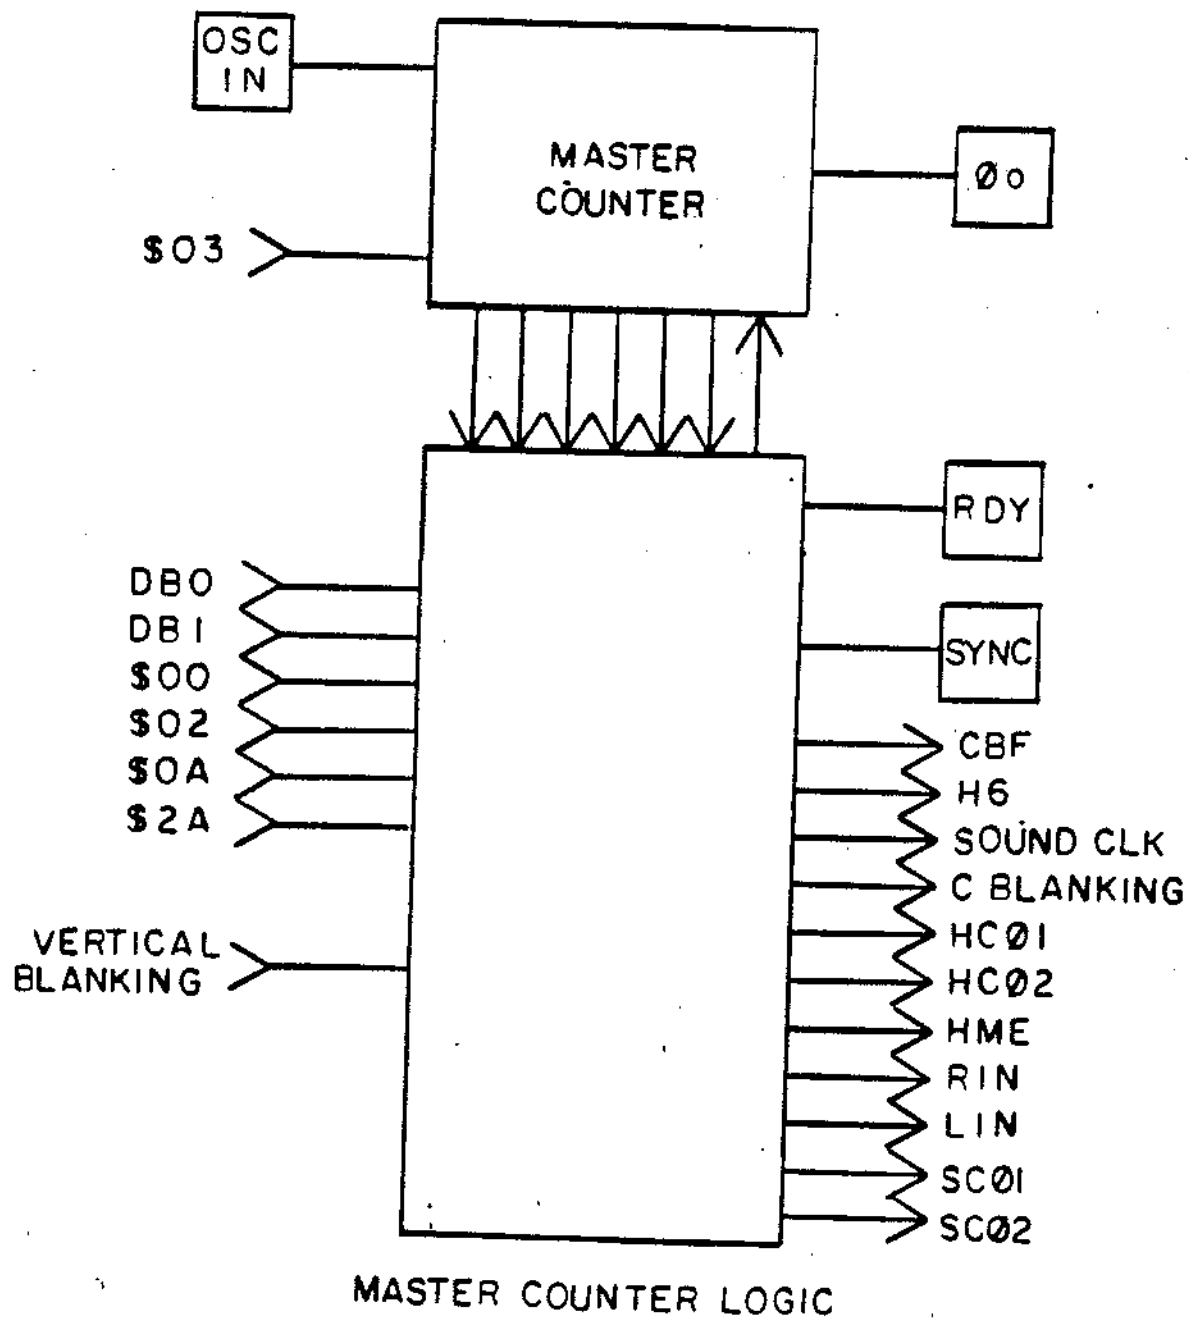 OSC
IN
MASTER
COUNTER
Øo
$03
RDY
DB0
DB1
$00
$02
$0A
$2A
SYNC
CBF
H6
SOUND CLK
C BLANKING
VERTICAL
BLANKING
HCØ1
HCØ2
HME
RIN
LIN
SCØ1
SCØ2
MASTER COUNTER LOGIC